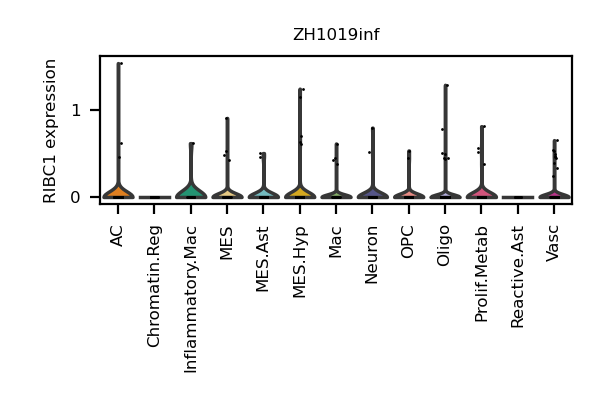 ZH1019inf
RIBC1 expression
1
0
AC
Chromatin.Reg
Inflammatory.Mac
MES
MES.Ast
MES.Hyp
Mac
Neuron
OPC
Oligo
Prolif.Metab
Reactive.Ast
Vasc